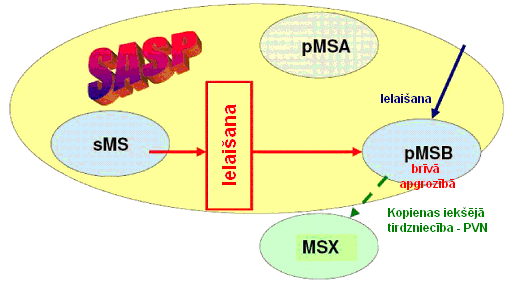 SASP
pMSA
Ielaišana
sMS
Ielaišana
pMSB
brīvā
apgrozībā
Kopienas iekšējā
tirdzniecība - PVN
MSX